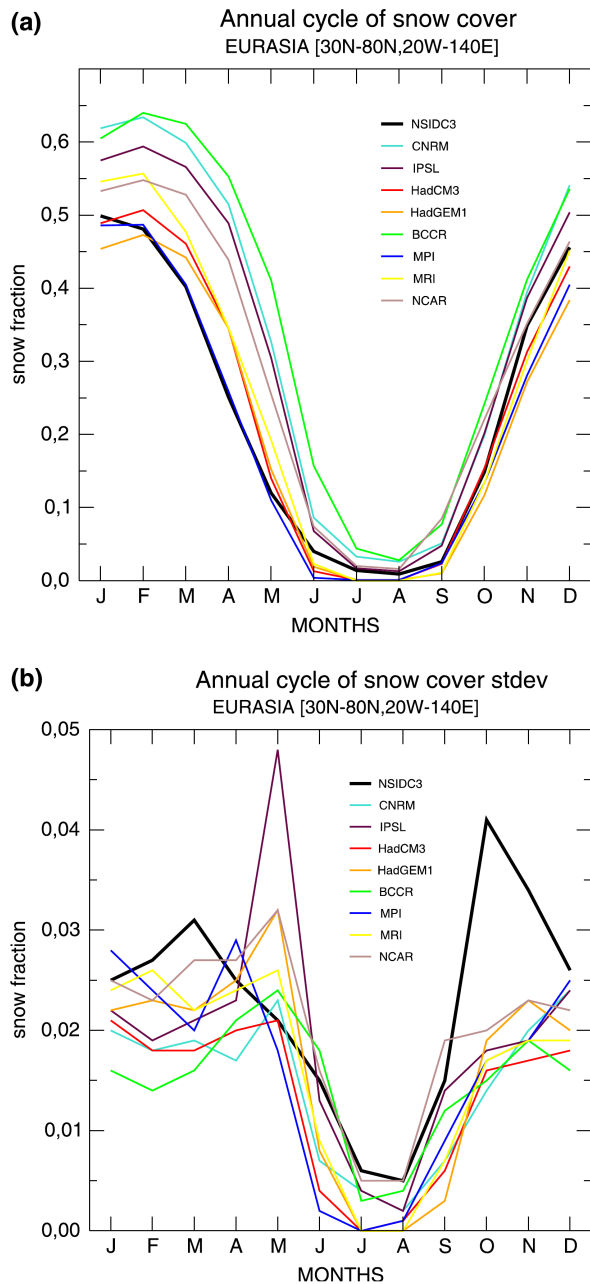 (a)
Annual cycle of snow cover
EURASIA [30N-80N,20W-140E]
snow fraction
0,6
0,5
0,4
0,3
0,2
0,1
0,0
NSIDC3
CNRM
IPSL
HadCM3
HadGEM1
BCCR
MPI
MRI
NCAR
J F M A M J J A S O N D
MONTHS
(b)
Annual cycle of snow cover stdev
EURASIA [30N-80N,20W-140E]
snow fraction
0,05
0,04
0,03
0,02
0,01
0,00
NSIDC3
CNRM
IPSL
HadCM3
HadGEM1
BCCR
MPI
MRI
NCAR
J F M A M J J A S O N D
MONTHS